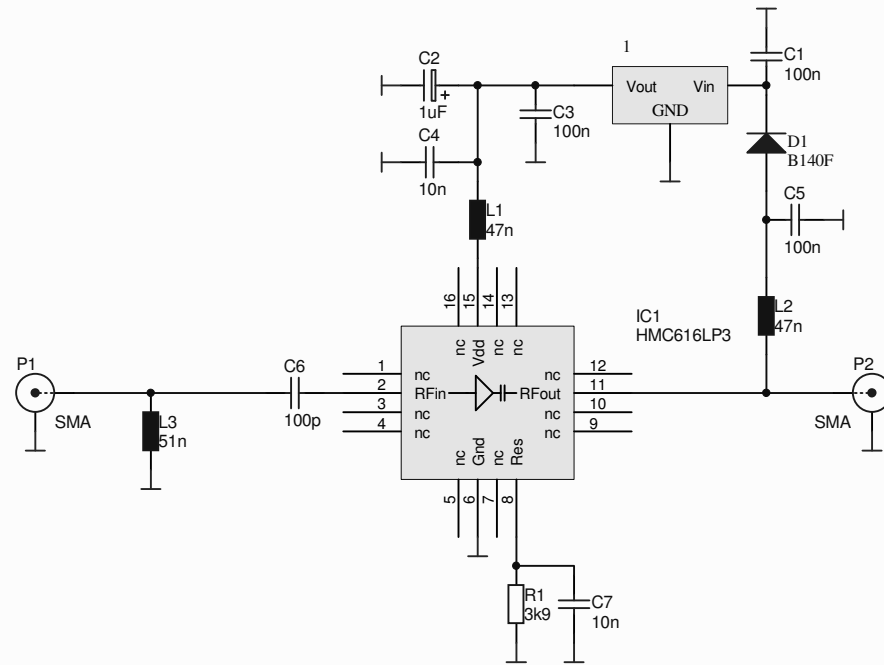 1
C2
1uF
+
C3
100n
Vout
Vin
GND
C1
100n
D1
B140F
C4
10n
L1
47n
C5
100n
L2
47n
16
15
14
13
nc
Vdd
nc
nc
IC1
HMC616LP3
P1
SMA
L3
51n
C6
100p
1
2
3
4
nc
RFin
nc
nc
nc
RFout
nc
nc
12
11
10
9
P2
SMA
nc
Gnd
nc
Res
5
6
7
8
R1
3k9
C7
10n